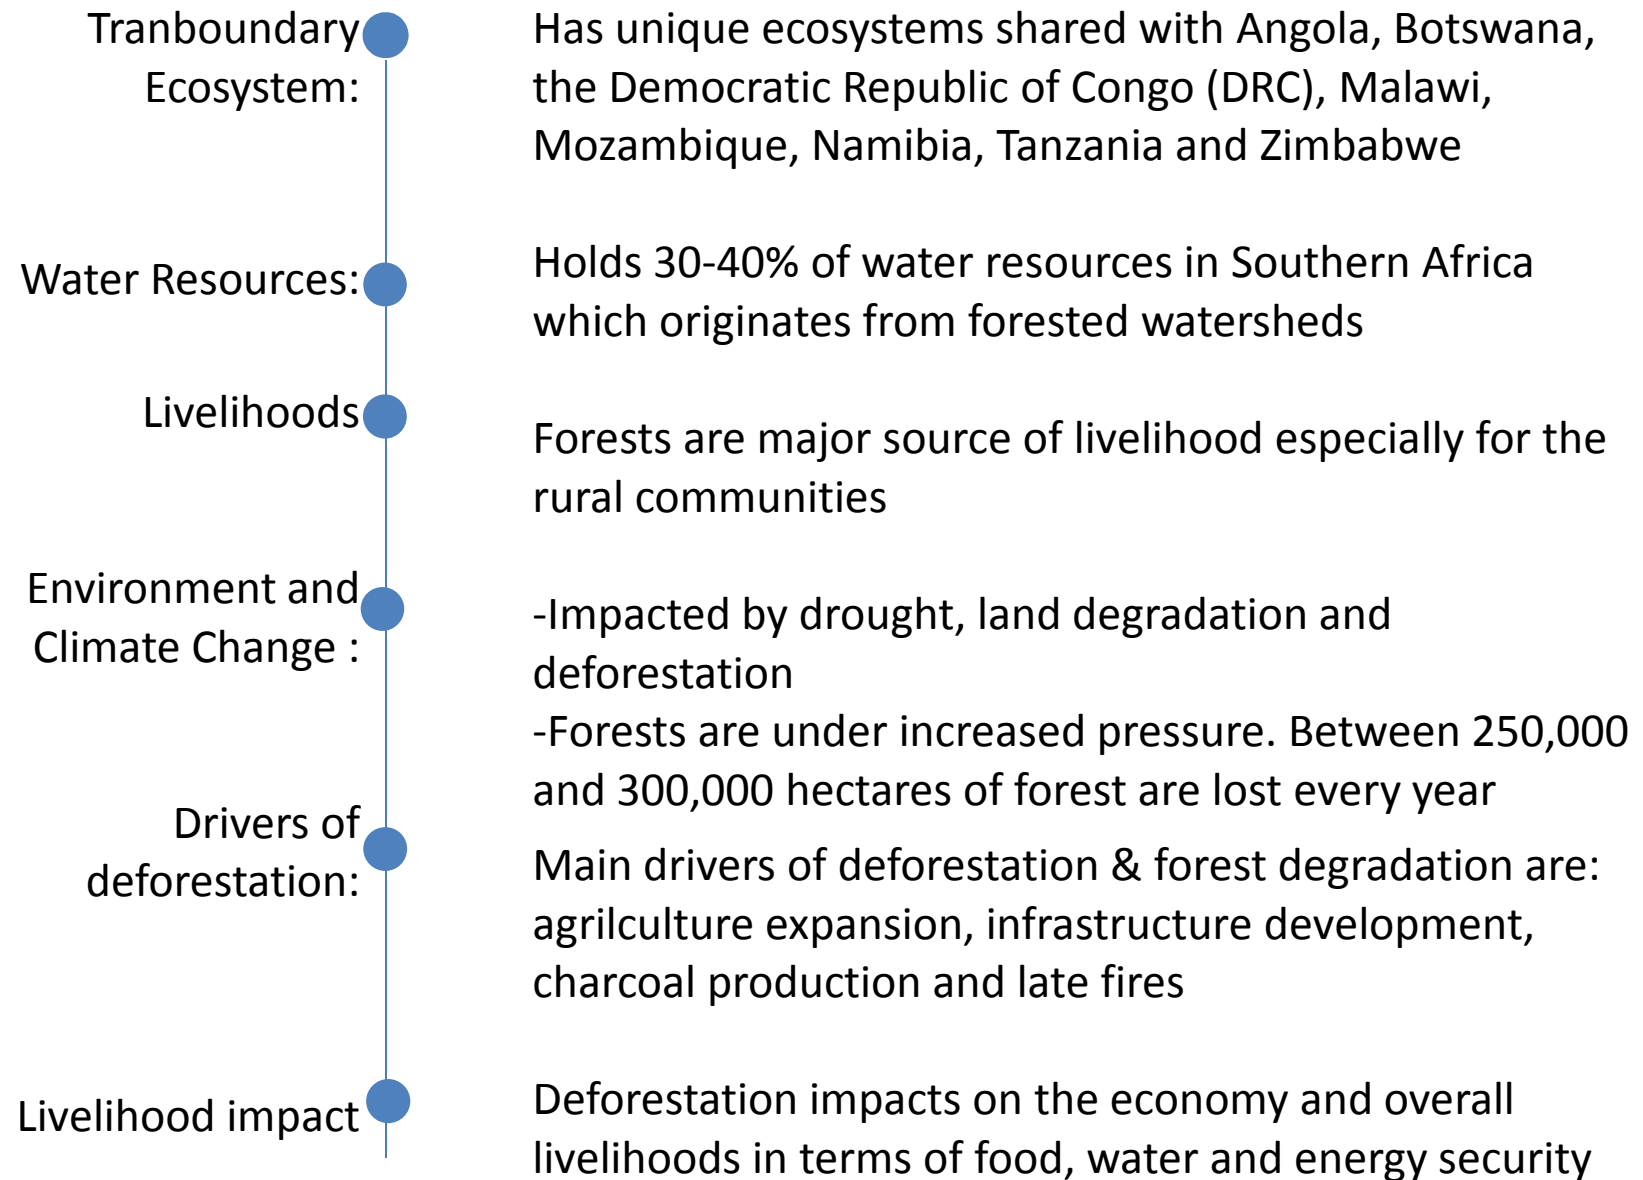 Tranboundary
Ecosystem:
Has unique ecosystems shared with Angola, Botswana,
the Democratic Republic of Congo (DRC), Malawi,
Mozambique, Namibia, Tanzania and Zimbabwe
Water Resources:
Holds 30-40% of water resources in Southern Africa
which originates from forested watersheds
Livelihoods
Forests are major source of livelihood especially for the
rural communities
Environment and
Climate Change :
-Impacted by drought, land degradation and
deforestation
-Forests are under increased pressure. Between 250,000
and 300,000 hectares of forest are lost every year
Drivers of
deforestation:
Main drivers of deforestation & forest degradation are:
agrilculture expansion, infrastructure development,
charcoal production and late fires
Livelihood impact
Deforestation impacts on the economy and overall
livelihoods in terms of food, water and energy security